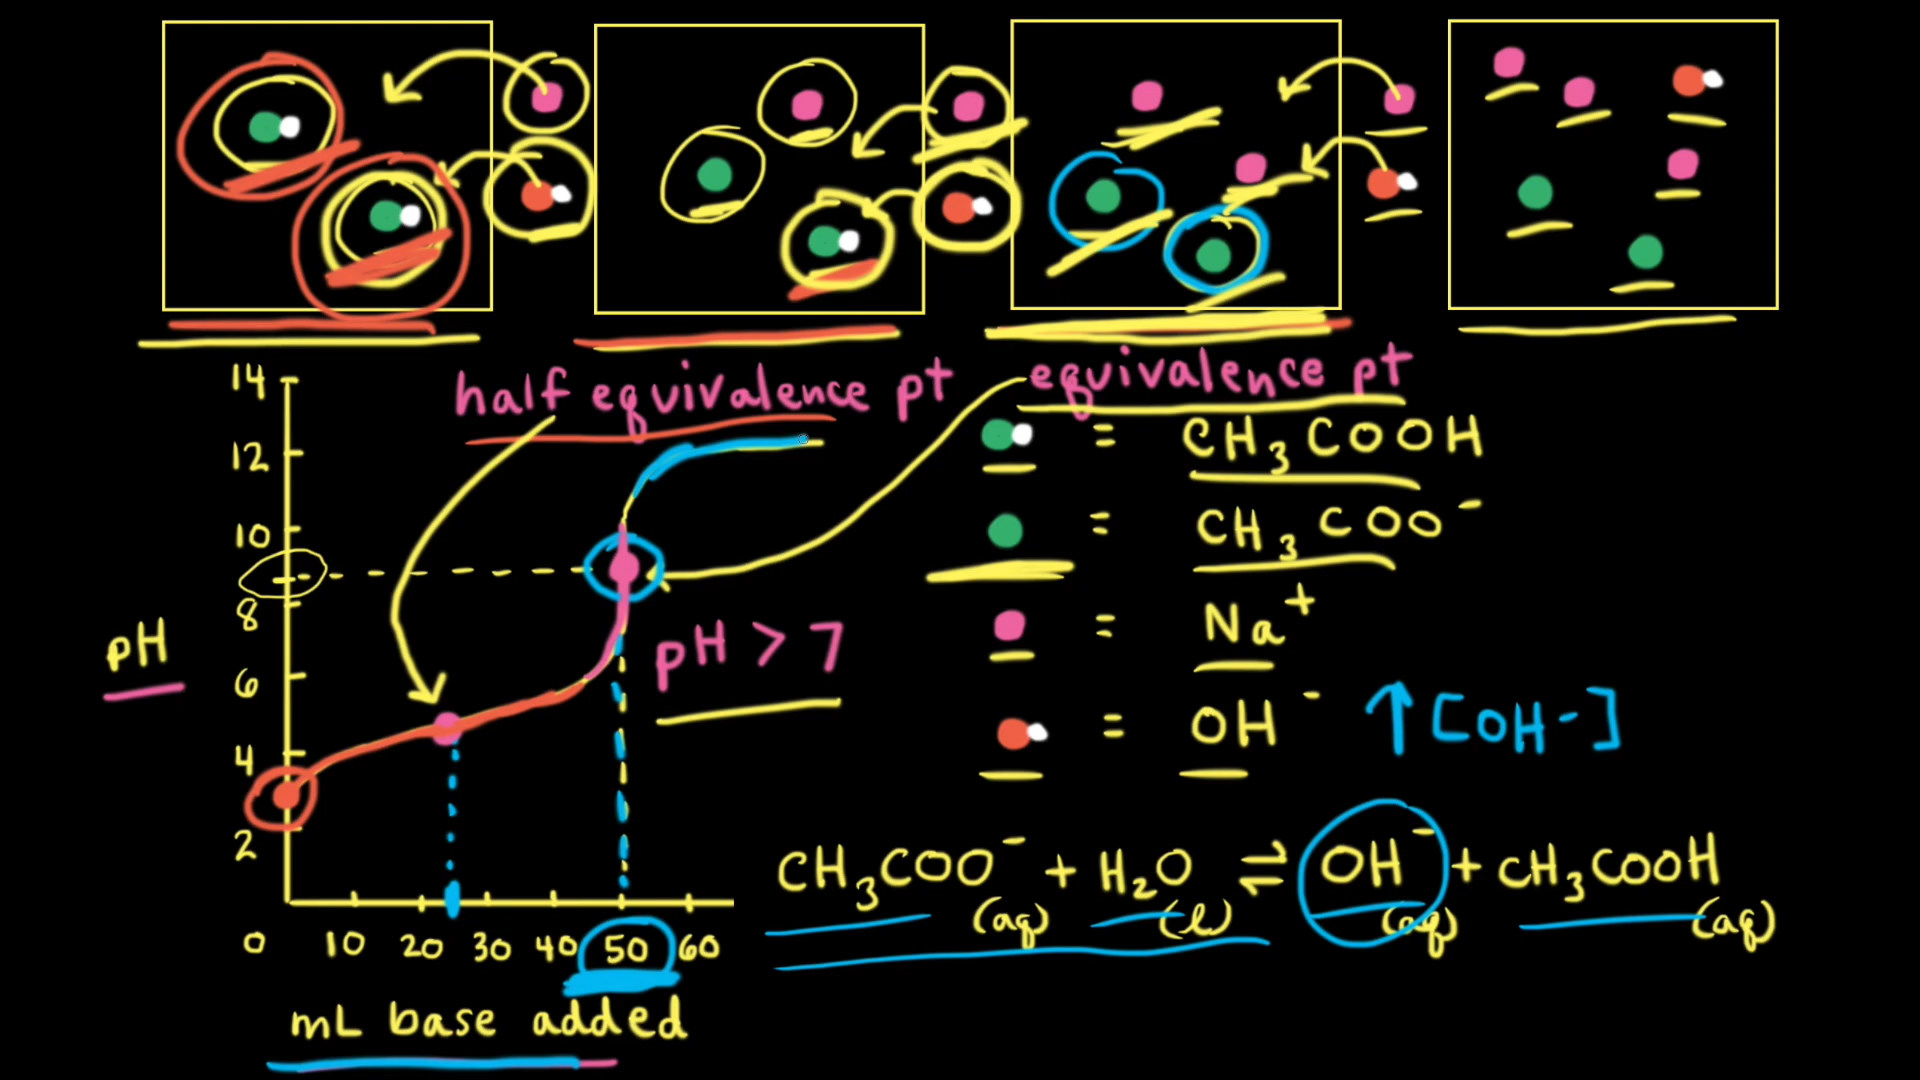 half equivalence pt
equivalence pt
14
12
10
8
6
4
2
pH
pH > 7
= CH₃COOH
= CH₃COO⁻
= Na⁺
= OH⁻ ↑ [OH-]
CH₃COO⁻ (aq) + H₂O (l) ⇌ OH⁻ (aq) + CH₃COOH (aq)
0 10 20 30 40 50 60
mL base added